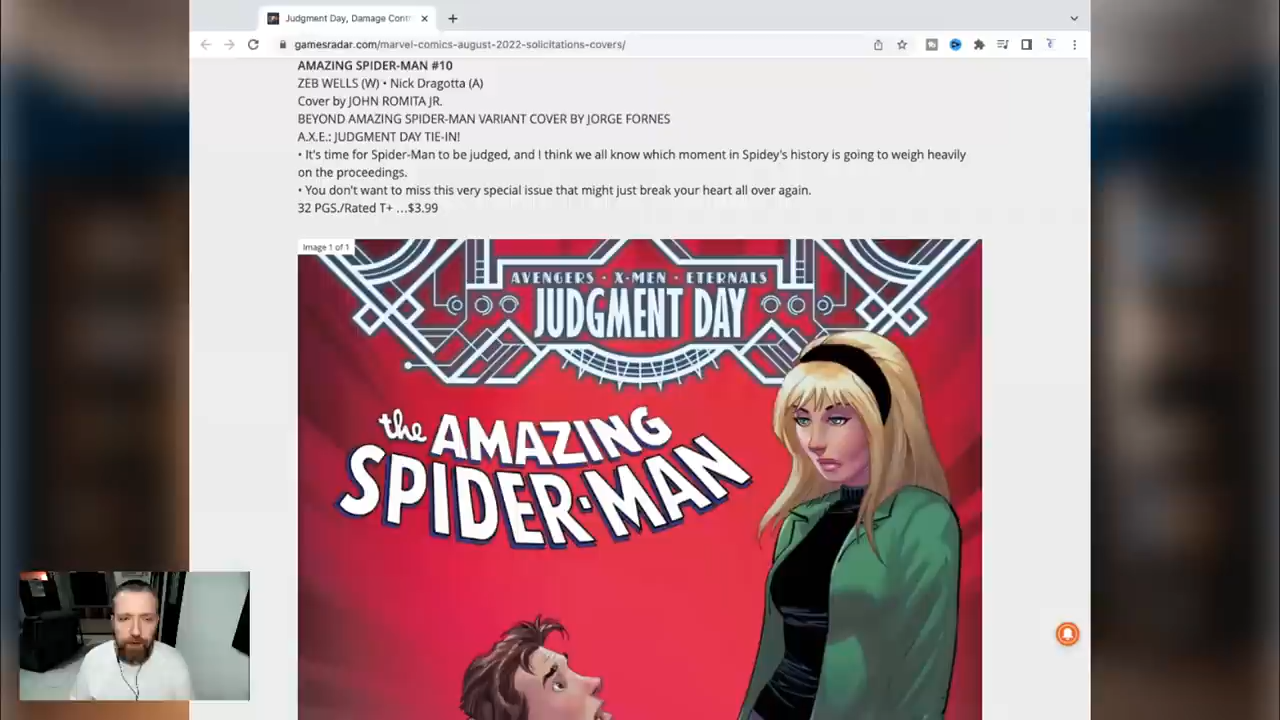 Judgment Day, Damage Contr
gamesradar.com/marvel-comics-august-2022-solicitations-covers/
AMAZING SPIDER-MAN #10
ZEB WELLS (W) • Nick Dragotta (A)
Cover by JOHN ROMITA JR.
BEYOND AMAZING SPIDER-MAN VARIANT COVER BY JORGE FORNES
A.X.E.: JUDGMENT DAY TIE-IN!
• It's time for Spider-Man to be judged, and I think we all know which moment in Spidey's history is going to weigh heavily
on the proceedings.
• You don't want to miss this very special issue that might just break your heart all over again.
32 PGS./Rated T+ …$3.99
Image 1 of 1
AVENGERS • X-MEN • ETERNALS
JUDGMENT DAY
the AMAZING
SPIDER-MAN